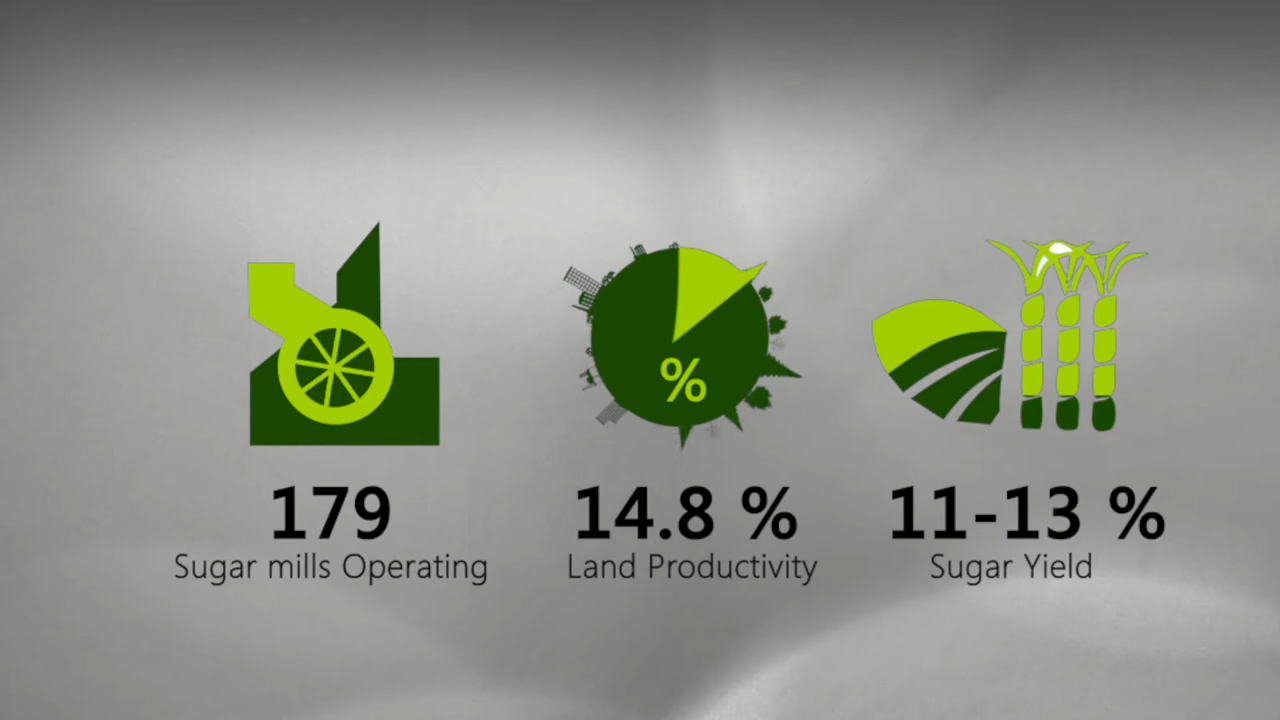 %
179
Sugar mills Operating
14.8 %
Land Productivity
11-13 %
Sugar Yield